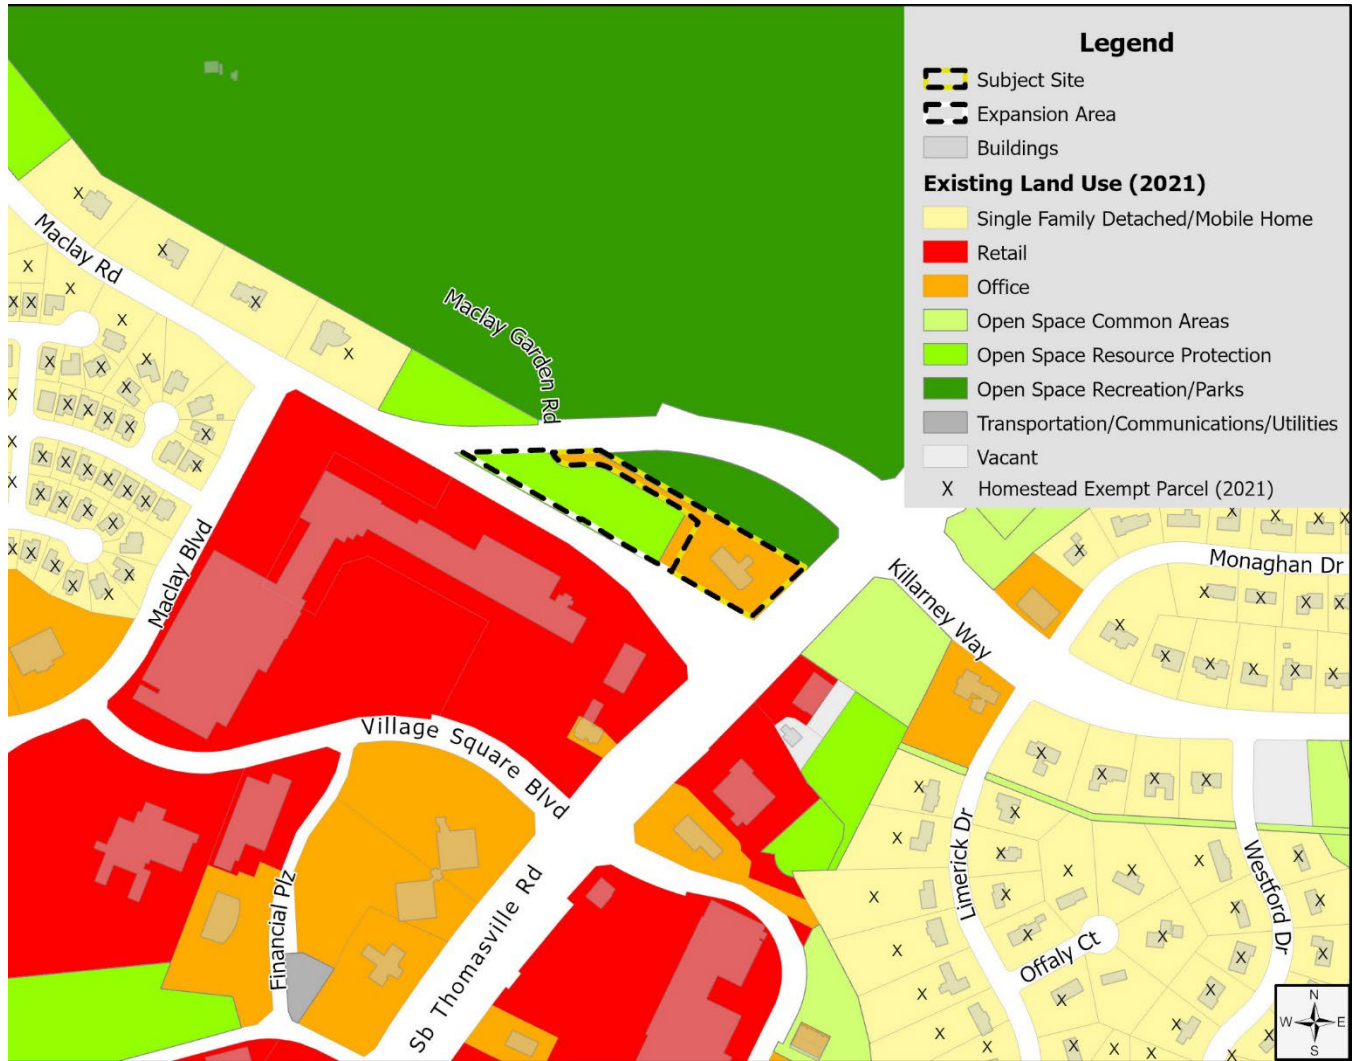 Legend
Subject Site
Expansion Area
Buildings
Existing Land Use (2021)
Single Family Detached/Mobile Home
Retail
Office
Open Space Common Areas
Open Space Resource Protection
Open Space Recreation/Parks
Transportation/Communications/Utilities
Vacant
X Homestead Exempt Parcel (2021)
Maclay Rd
Maclay Garden Rd
Maclay Blvd
Killarney Way
Monaghan Dr
Village Square Blvd
Financial Plz
Sb Thomasville Rd
Limerick Dr
Offaly Ct
Westford Dr
N
W E
S